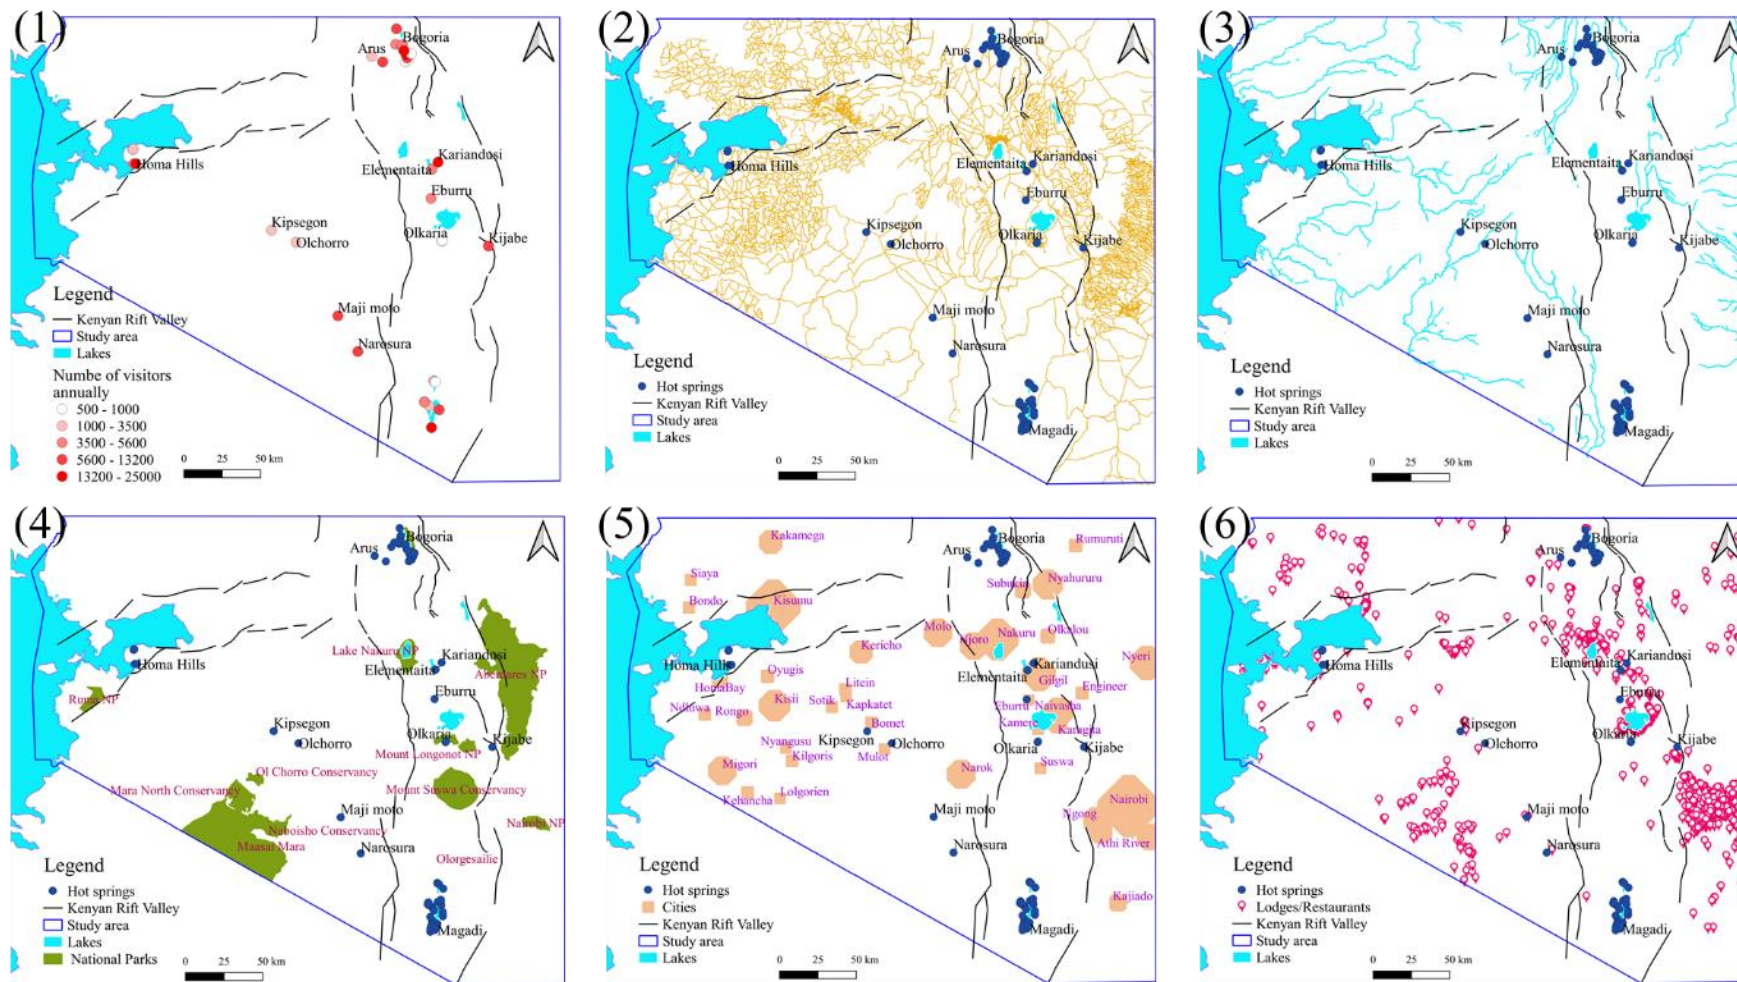 (1)
Bogoria
Arus
Homa Hills
Kariandusi
Elementaita
Eburru
Kipsegon
Olchorro
Olkaria
Kijabe
Maji moto
Narosura
Legend
Kenyan Rift Valley
Study area
Lakes
Numbe of visitors
annually
500 - 1000
1000 - 3500
3500 - 5600
5600 - 13200
13200 - 25000
0 25 50 km
(2)
Bogoria
Arus
Homa Hills
Elementaita
Kariandusi
Eburru
Kipsegon
Olchorro
Olkaria
Kijabe
Maji moto
Narosura
Magadi
Legend
Hot springs
Kenyan Rift Valley
Study area
Lakes
0 25 50 km
(3)
Bogoria
Arus
Homa Hills
Elementaita
Kariandusi
Eburru
Kipsegon
Olchorro
Olkaria
Kijabe
Maji moto
Narosura
Magadi
Legend
Hot springs
Kenyan Rift Valley
Study area
Lakes
0 25 50 km
(4)
Bogoria
Arus
Homa Hills
Ruma NP
Lake Nakuru NP
Kariandusi
Elementaita
Aberdares NP
Eburru
Kipsegon
Olchorro
Olkaria
Kijabe
Mount Longonot NP
Ol Chorro Conservancy
Mara North Conservancy
Mount Suswa Conservancy
Maji moto
Nairobi NP
Naboisho Conservancy
Maasai Mara
Narosura
Olorgesailie
Magadi
Legend
Hot springs
Kenyan Rift Valley
Study area
Lakes
National Parks
0 25 50 km
(5)
Kakamega
Bogoria
Rumuruti
Arus
Siaya
Subukia
Nyahururu
Bondo
Kisumu
Molo
Njoro
Nakuru
Olkalou
Kericho
Nyeri
Homa Hills
Kariandusi
Elementaita
Oyugis
Gilgil
HomaBay
Litein
Engineer
Ndhiwa
Rongo
Kisii
Sotik
Kapkatet
Eburru
Naivasha
Kamere
Bomet
Karagita
Kipsegon
Olchorro
Olkaria
Kijabe
Nyangusu
Kilgoris
Mulot
Suswa
Migori
Narok
Kehancha
Lolgorien
Nairobi
Ngong
Maji moto
Athi River
Narosura
Kajiado
Magadi
Legend
Hot springs
Cities
Kenyan Rift Valley
Study area
Lakes
0 25 50 km
(6)
Bogoria
Arus
Homa Hills
Elementaita
Kariandusi
Eburru
Kipsegon
Olchorro
Olkaria
Kijabe
Maji moto
Narosura
Magadi
Legend
Hot springs
Lodges/Restaurants
Kenyan Rift Valley
Study area
Lakes
0 25 50 km